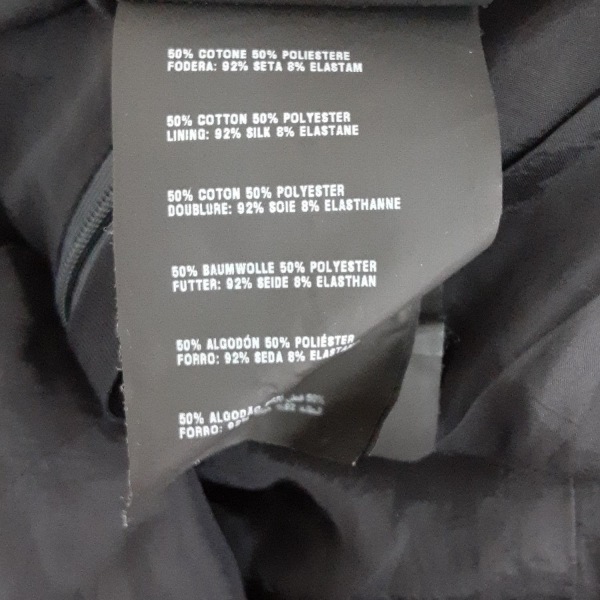 50% COTONE 50% POLIESTERE
FODERA: 92% SETA 8% ELASTAM
50% COTTON 50% POLYESTER
LINING: 92% SILK 8% ELASTANE
50% COTON 50% POLYESTER
DOUBLURE: 92% SOIE 8% ELASTHANNE
50% BAUMWOLLE 50% POLYESTER
FUTTER: 92% SEIDE 8% ELASTHAN
50% ALGODÓN 50% POLIÉSTER
FORRO: 92% SEDA 8%
50%
FORRO: